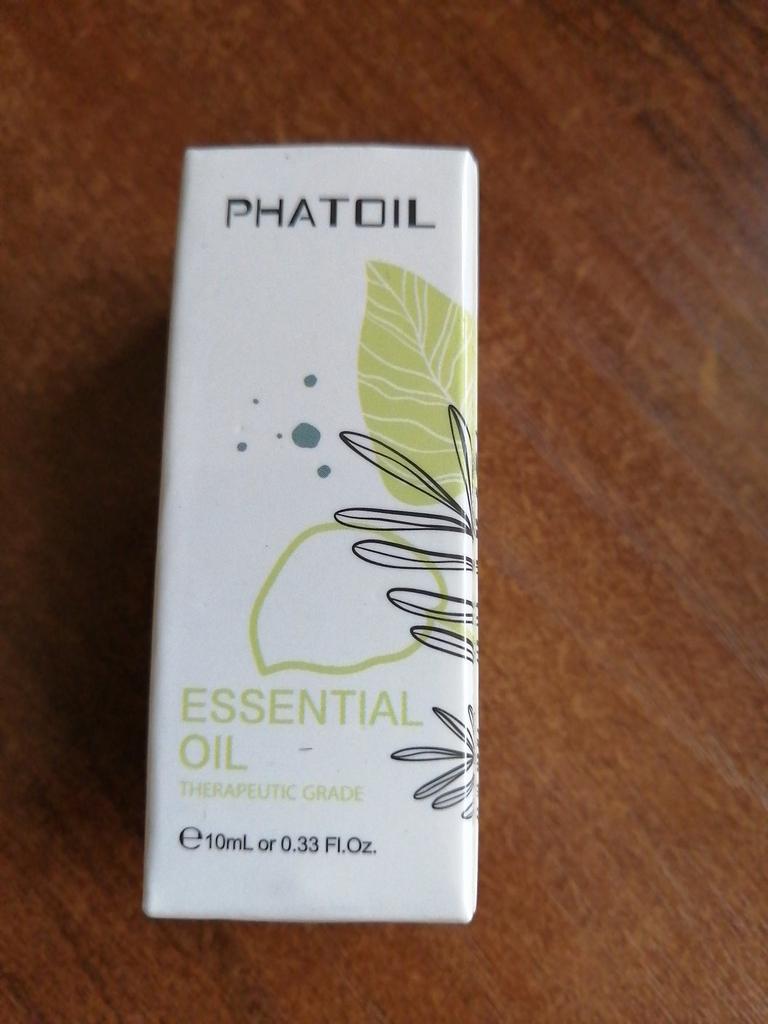 PHATOIL
ESSENTIAL
OIL
THERAPEUTIC GRADE
℮10mL or 0.33 Fl.Oz.